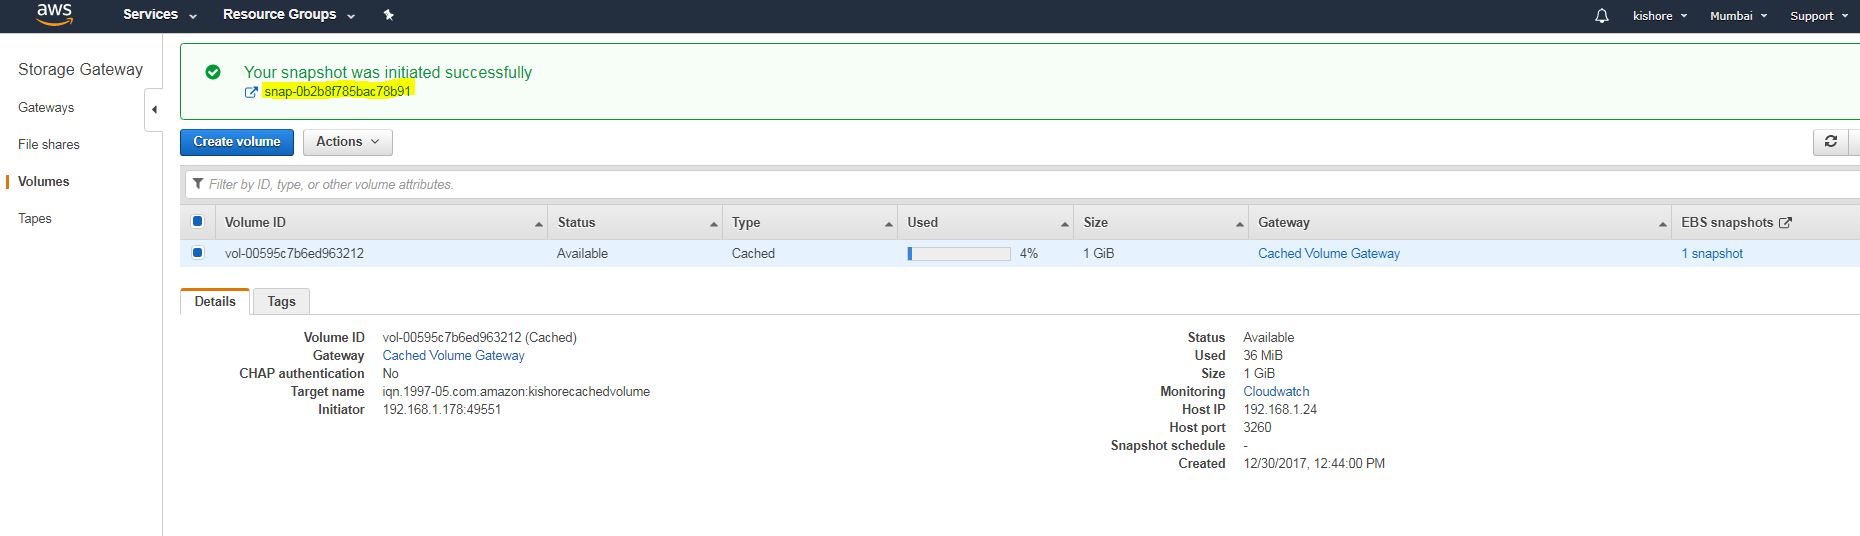 aws Services Resource Groups kishore Mumbai Support
Storage Gateway
Gateways
File shares
Volumes
Tapes
Your snapshot was initiated successfully
snap-0b2b8f785bac78b91
Create volume Actions
Filter by ID, type, or other volume attributes.
Volume ID Status Type Used Size Gateway EBS snapshots
vol-00595c7b6ed963212 Available Cached 4% 1 GiB Cached Volume Gateway 1 snapshot
Details Tags
Volume ID vol-00595c7b6ed963212 (Cached)
Gateway Cached Volume Gateway
CHAP authentication No
Target name iqn.1997-05.com.amazon:kishorecachedvolume
Initiator 192.168.1.178:49551
Status Available
Used 36 MiB
Size 1 GiB
Monitoring Cloudwatch
Host IP 192.168.1.24
Host port 3260
Snapshot schedule -
Created 12/30/2017, 12:44:00 PM